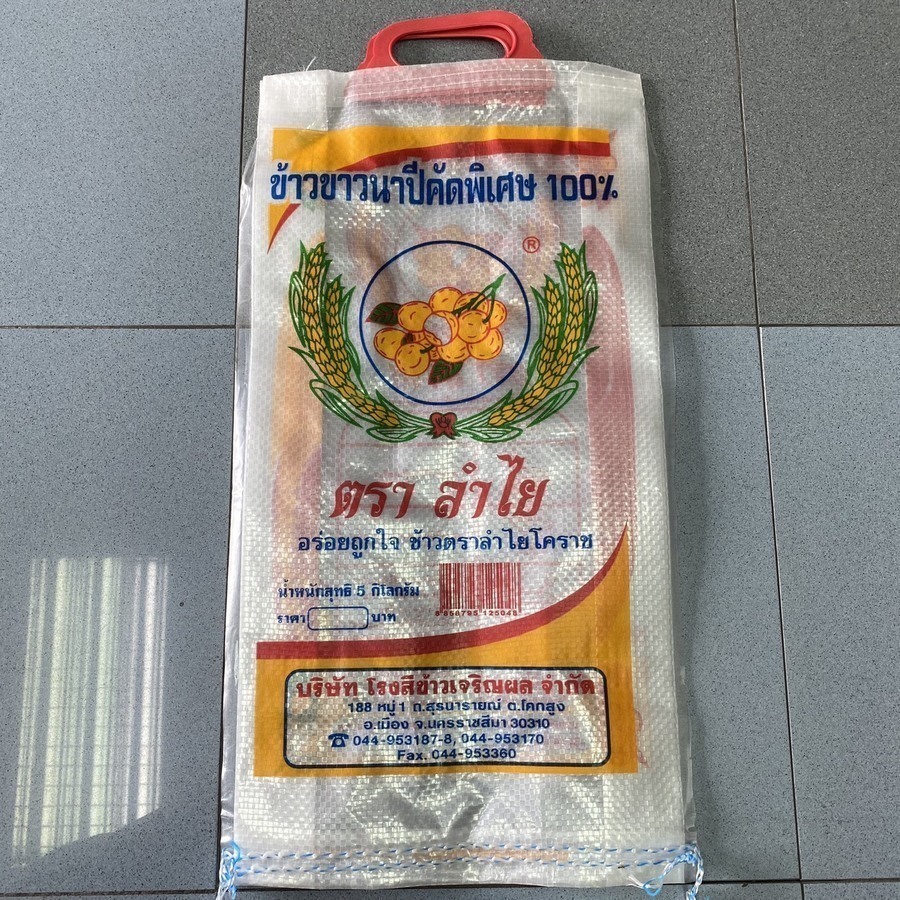 ข้าวขาวนาปีคัดพิเศษ 100%
®
ตรา ลำไย
อร่อยถูกใจ ข้าวตราลำไยโคราช
น้ำหนักสุทธิ 5 กิโลกรัม
ราคา บาท
8 858795 125048
บริษัท โรงสีข้าวเจริญผล จำกัด
188 หมู่ 1 ถ.สุรนารายณ์ ต.โคกสูง
อ.เมือง จ.นครราชสีมา 30310
☎ 044-953187-8, 044-953170
Fax. 044-953360